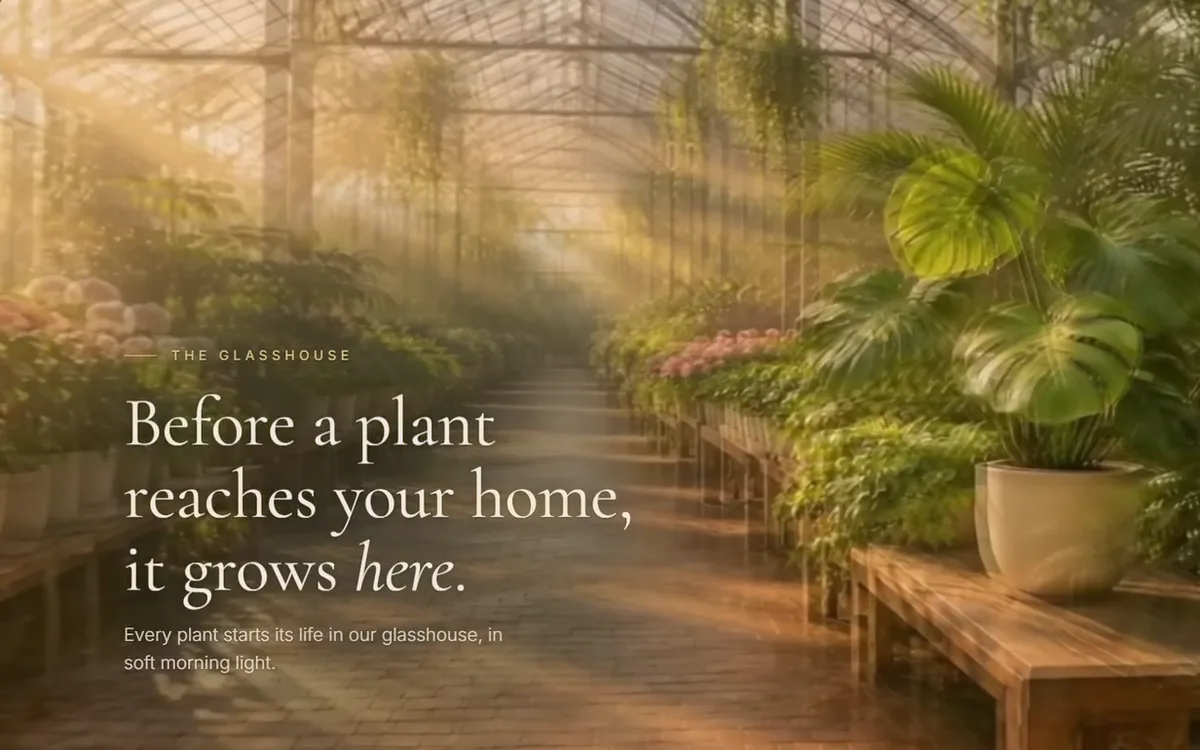 THE GLASSHOUSE
Before a plant
reaches your home,
it grows here.
Every plant starts its life in our glasshouse, in
soft morning light.